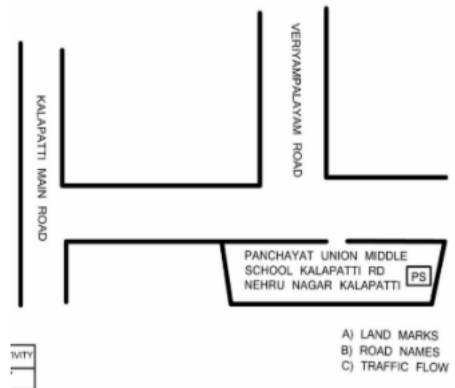 KALAPATTI MAIN ROAD
VERIYAMPALAYAM ROAD
PANCHAYAT UNION MIDDLE
SCHOOL KALAPATTI RD
NEHRU NAGAR KALAPATTI
PS
A) LAND MARKS
B) ROAD NAMES
C) TRAFFIC FLOW